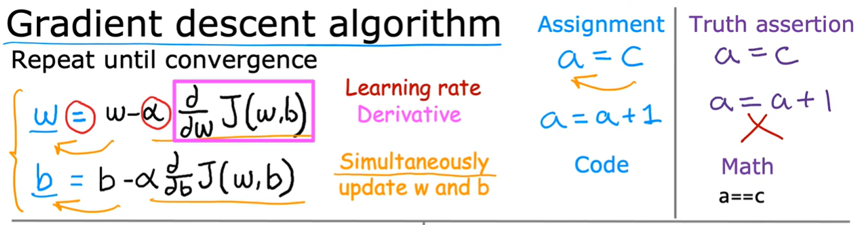 Gradient descent algorithm
Repeat until convergence
w = w - α d/dw J(w,b)
b = b - α d/db J(w,b)
Learning rate
Derivative
Simultaneously
update w and b
Assignment
a = c
a = a + 1
Code
Truth assertion
a = c
a = a + 1
Math
a==c